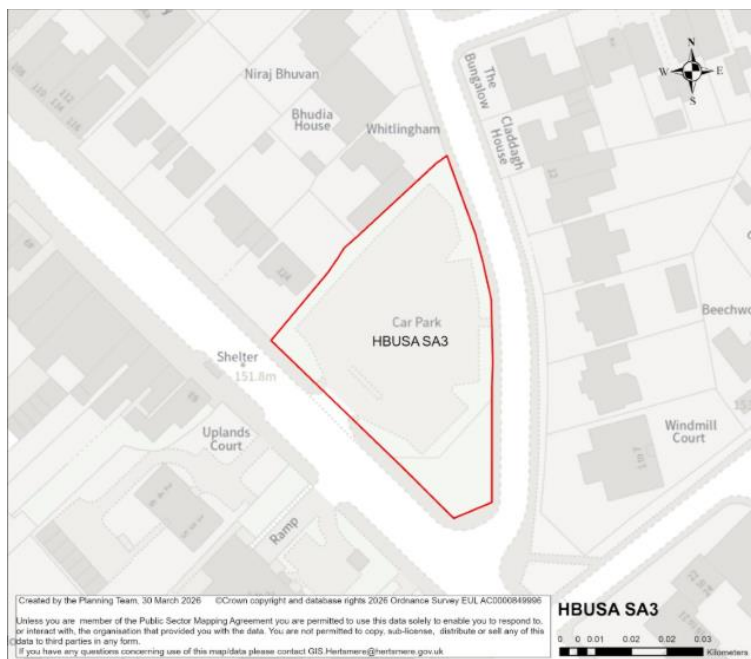 N
W E
S
The
Bungalow
Niraj Bhuvan
Bhudia
House
Whitlingham
Claddagh
House
108
110
112
114
116
124
Car Park
HBUSA SA3
Shelter
151.8m
Beechwo
Uplands
Court
Windmill
Court
Ramp
Created by the Planning Team, 30 March 2026 ©Crown copyright and database rights 2026 Ordnance Survey EUL AC0000849996
Unless you are member of the Public Sector Mapping Agreement you are permitted to use this data solely to enable you to respond to,
or interact with, the organisation that provided you with the data. You are not permitted to copy, sub-license, distribute or sell any of this
data to third parties in any form.
If you have any questions concerning use of this map/data please contact GIS.Hertsmere@hertsmere.gov.uk
HBUSA SA3
0 0.01 0.02 0.03
Kilometers